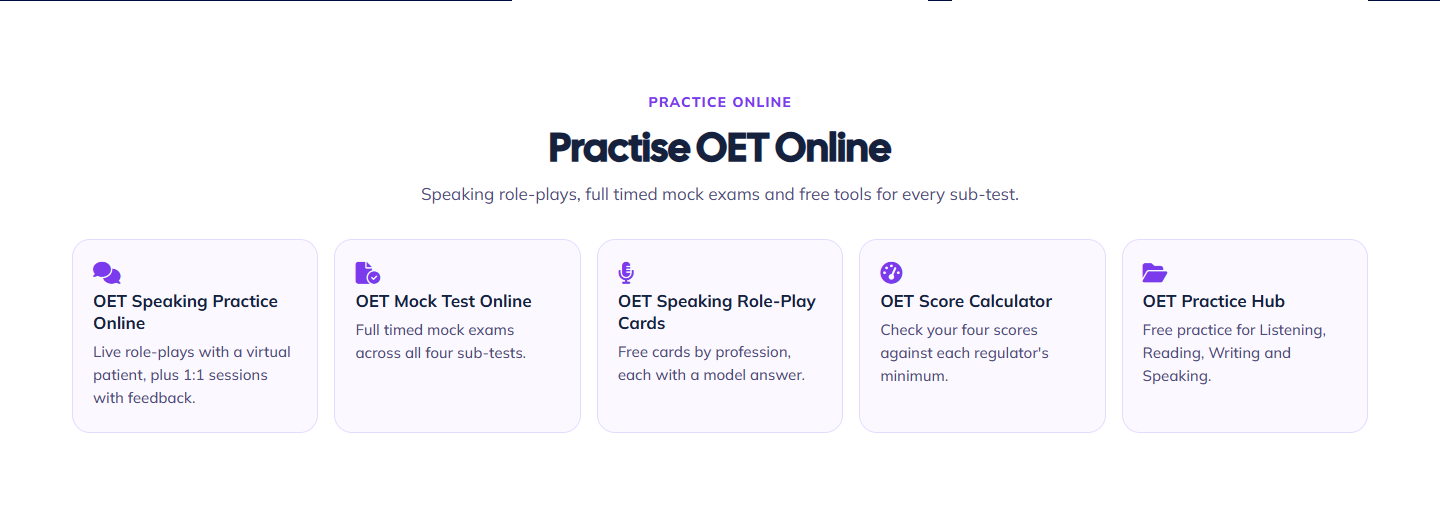 PRACTICE ONLINE
Practise OET Online
Speaking role-plays, full timed mock exams and free tools for every sub-test.
OET Speaking Practice
Online
Live role-plays with a virtual
patient, plus 1:1 sessions
with feedback.
OET Mock Test Online
Full timed mock exams
across all four sub-tests.
OET Speaking Role-Play
Cards
Free cards by profession,
each with a model answer.
OET Score Calculator
Check your four scores
against each regulator's
minimum.
OET Practice Hub
Free practice for Listening,
Reading, Writing and
Speaking.